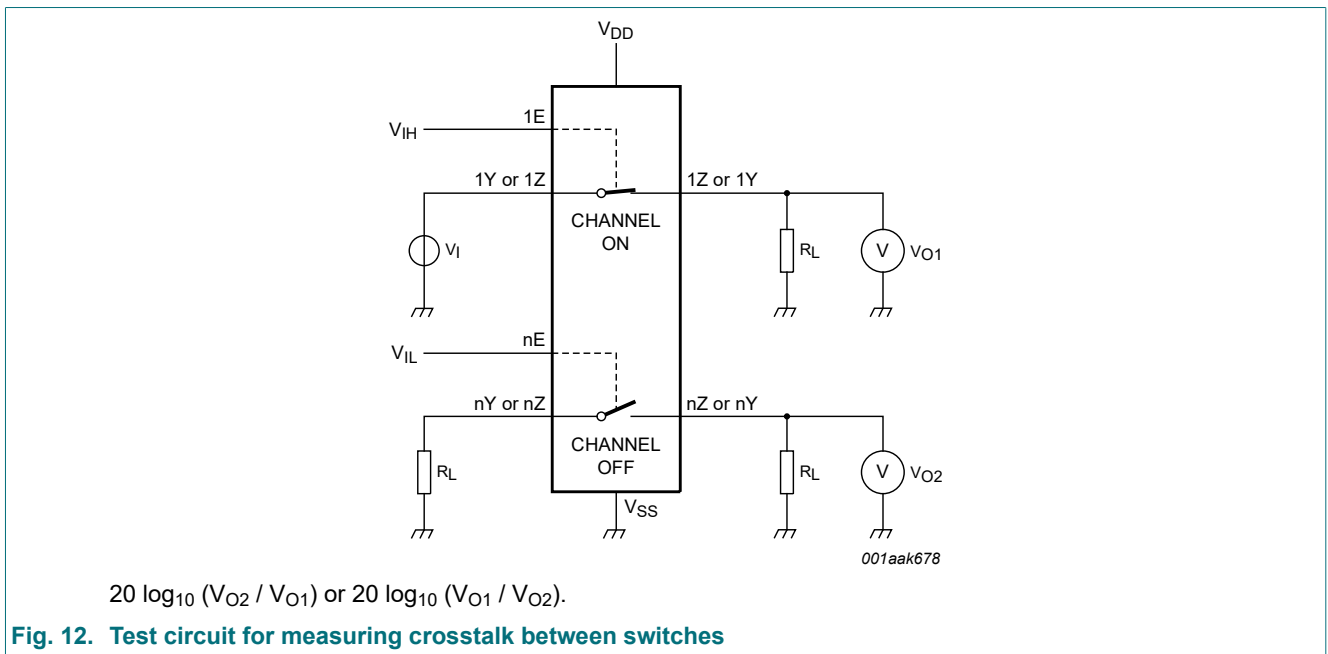 VDD
1E
VIH
1Y or 1Z
1Z or 1Y
CHANNEL
ON
VI
RL
V
VO1
nE
VIL
nY or nZ
nZ or nY
CHANNEL
OFF
RL
RL
V
VO2
VSS
001aak678
20 log10 (VO2 / VO1) or 20 log10 (VO1 / VO2).
Fig. 12. Test circuit for measuring crosstalk between switches